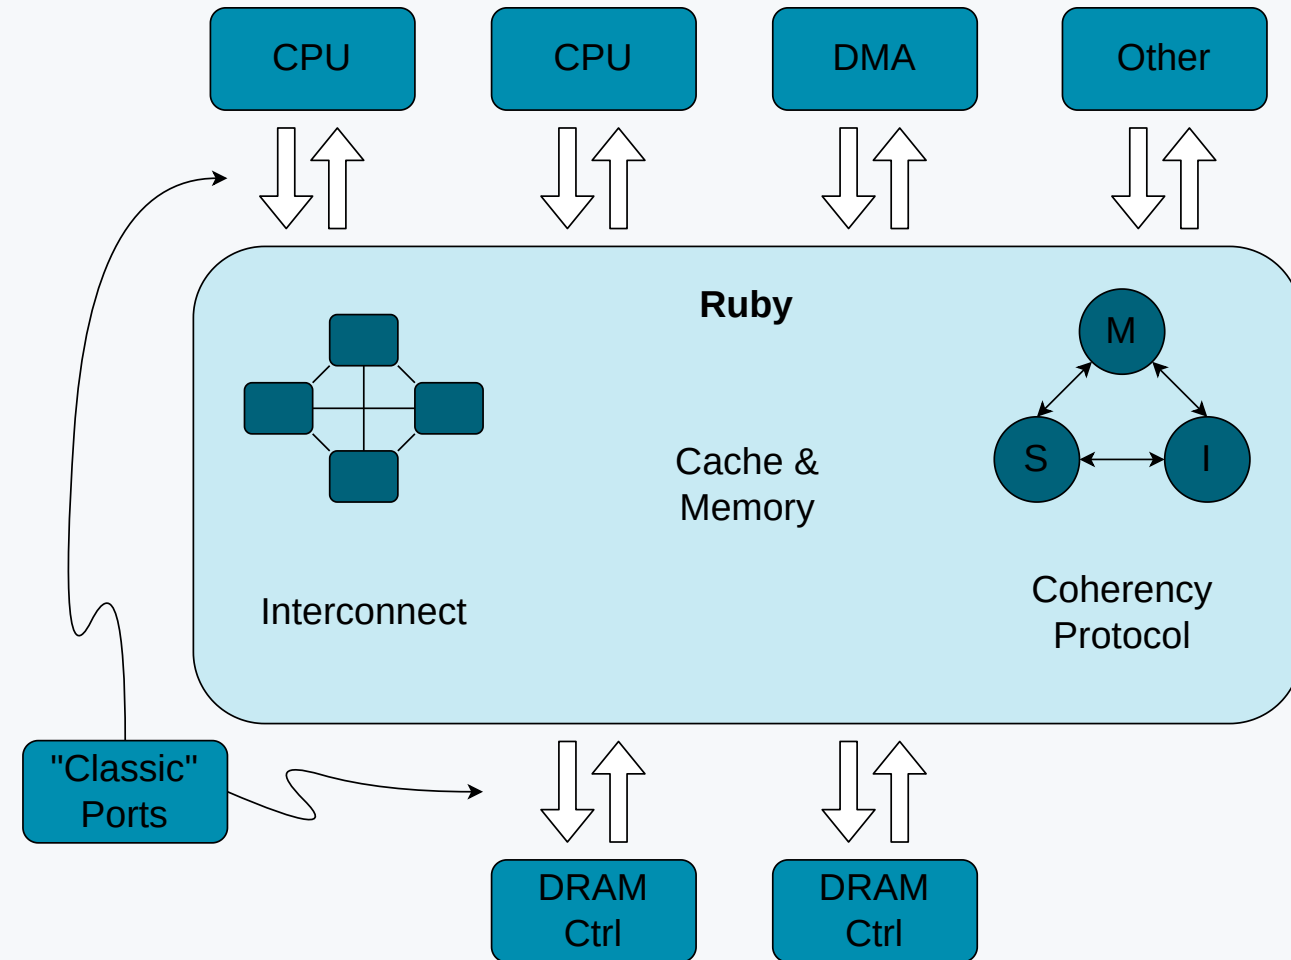 CPU
CPU
DMA
Other
Ruby
M
S
I
Cache &
Memory
Interconnect
Coherency
Protocol
"Classic"
Ports
DRAM
Ctrl
DRAM
Ctrl